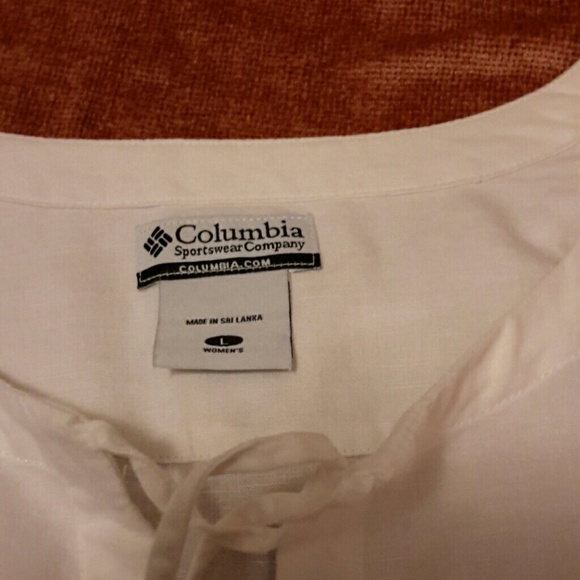 Columbia
Sportswear Company
COLUMBIA.COM
MADE IN SRI LANKA
L
WOMEN'S